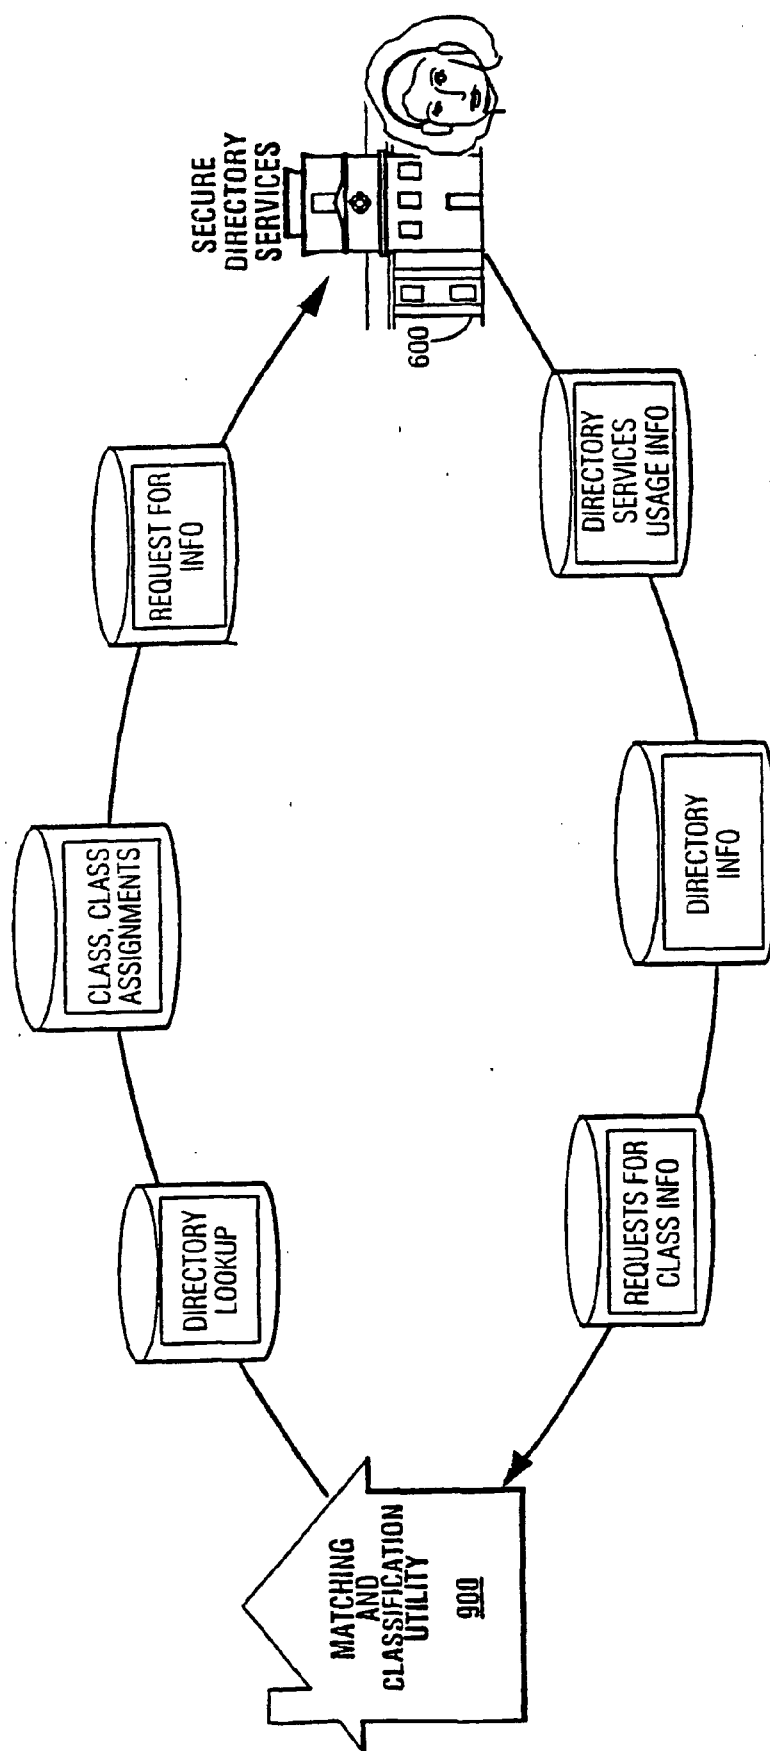 SECURE
DIRECTORY
SERVICES
600
REQUEST FOR
INFO
CLASS, CLASS
ASSIGNMENTS
DIRECTORY
LOOKUP
MATCHING
AND
CLASSIFICATION
UTILITY
900
DIRECTORY
SERVICES
USAGE INFO
DIRECTORY
INFO
REQUESTS FOR
CLASS INFO